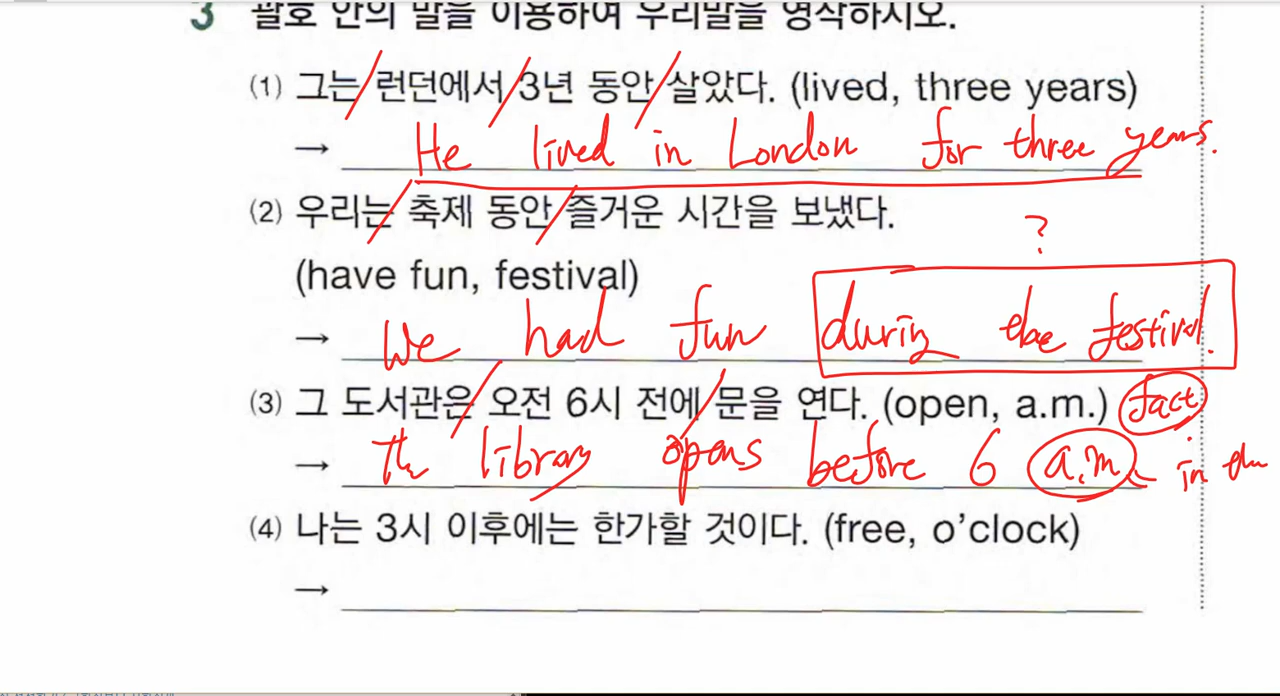 3 괄호 안의 말을 이용하여 우리말을 영작하시오.
(1) 그는 런던에서 3년 동안 살았다. (lived, three years)
→ He lived in London for three years.
(2) 우리는 축제 동안 즐거운 시간을 보냈다.
?
(have fun, festival)
→ We had fun during the festival.
(3) 그 도서관은 오전 6시 전에 문을 연다. (open, a.m.) fact
→ The library opens before 6 a.m. in the
(4) 나는 3시 이후에는 한가할 것이다. (free, o'clock)
→